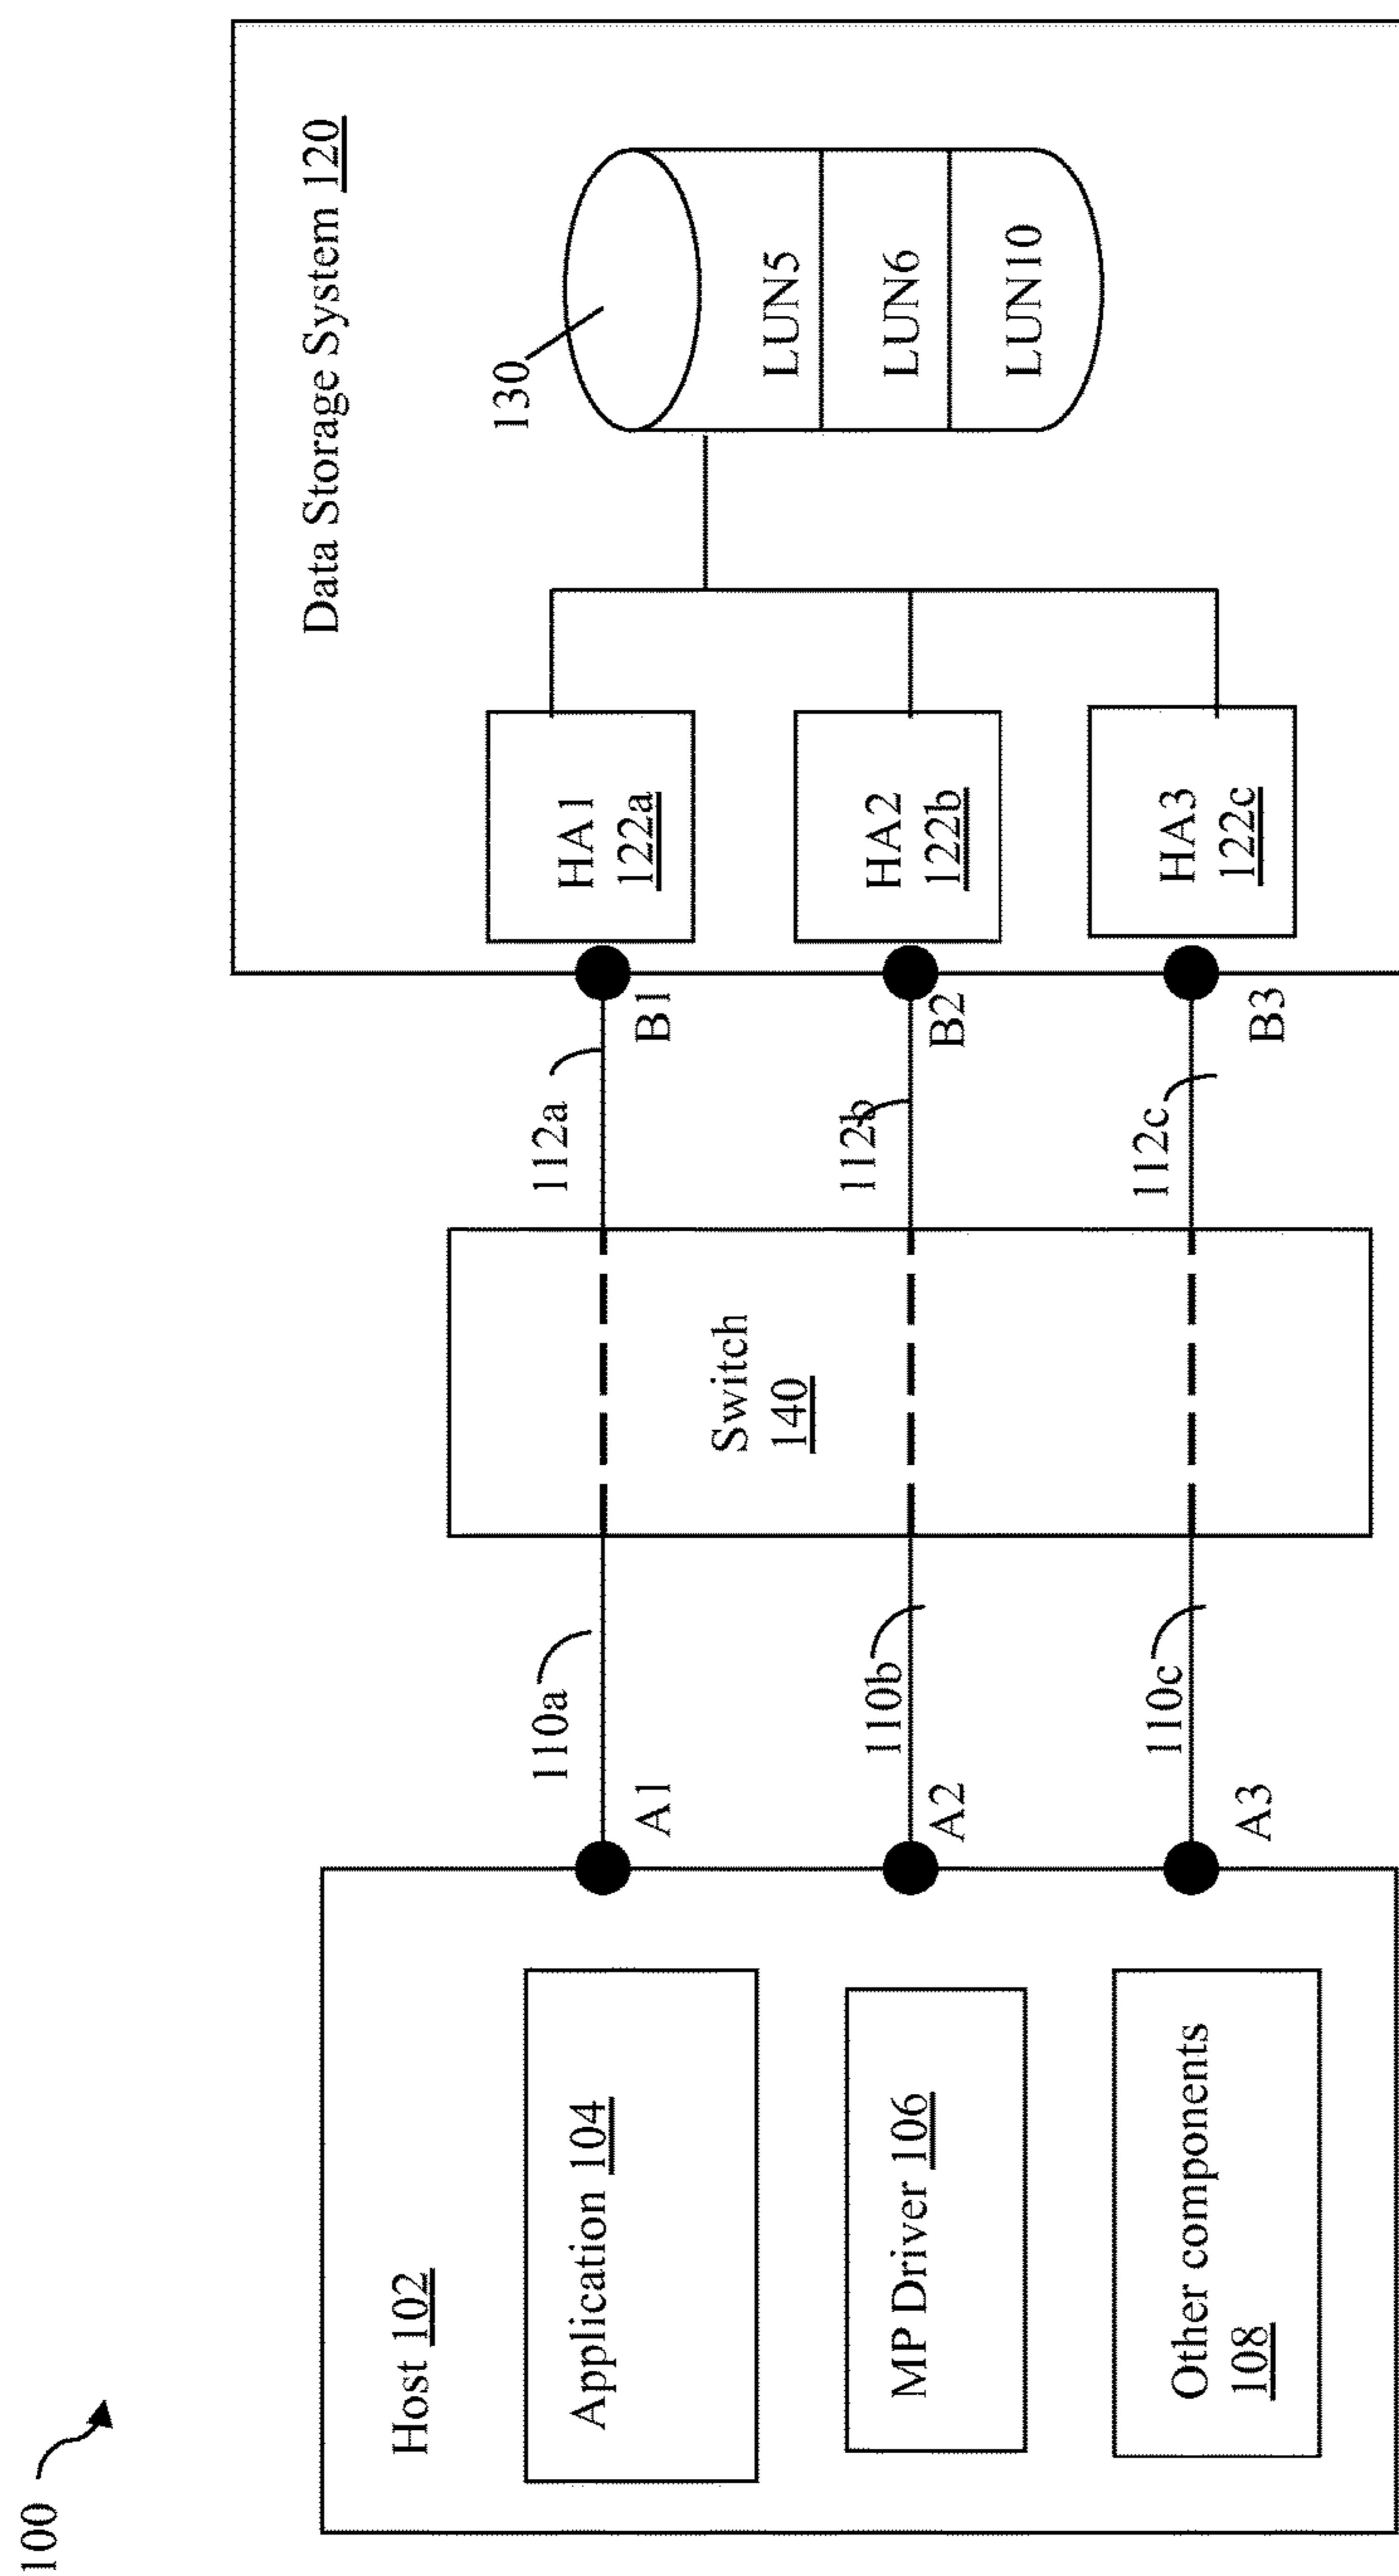 100
Host 102
Application 104
MP Driver 106
Other components
108
A1
A2
A3
110a
110b
110c
Switch
140
112a
112b
112c
B1
B2
B3
Data Storage System 120
HA1
122a
HA2
122b
HA3
122c
130
LUN5
LUN6
LUN10